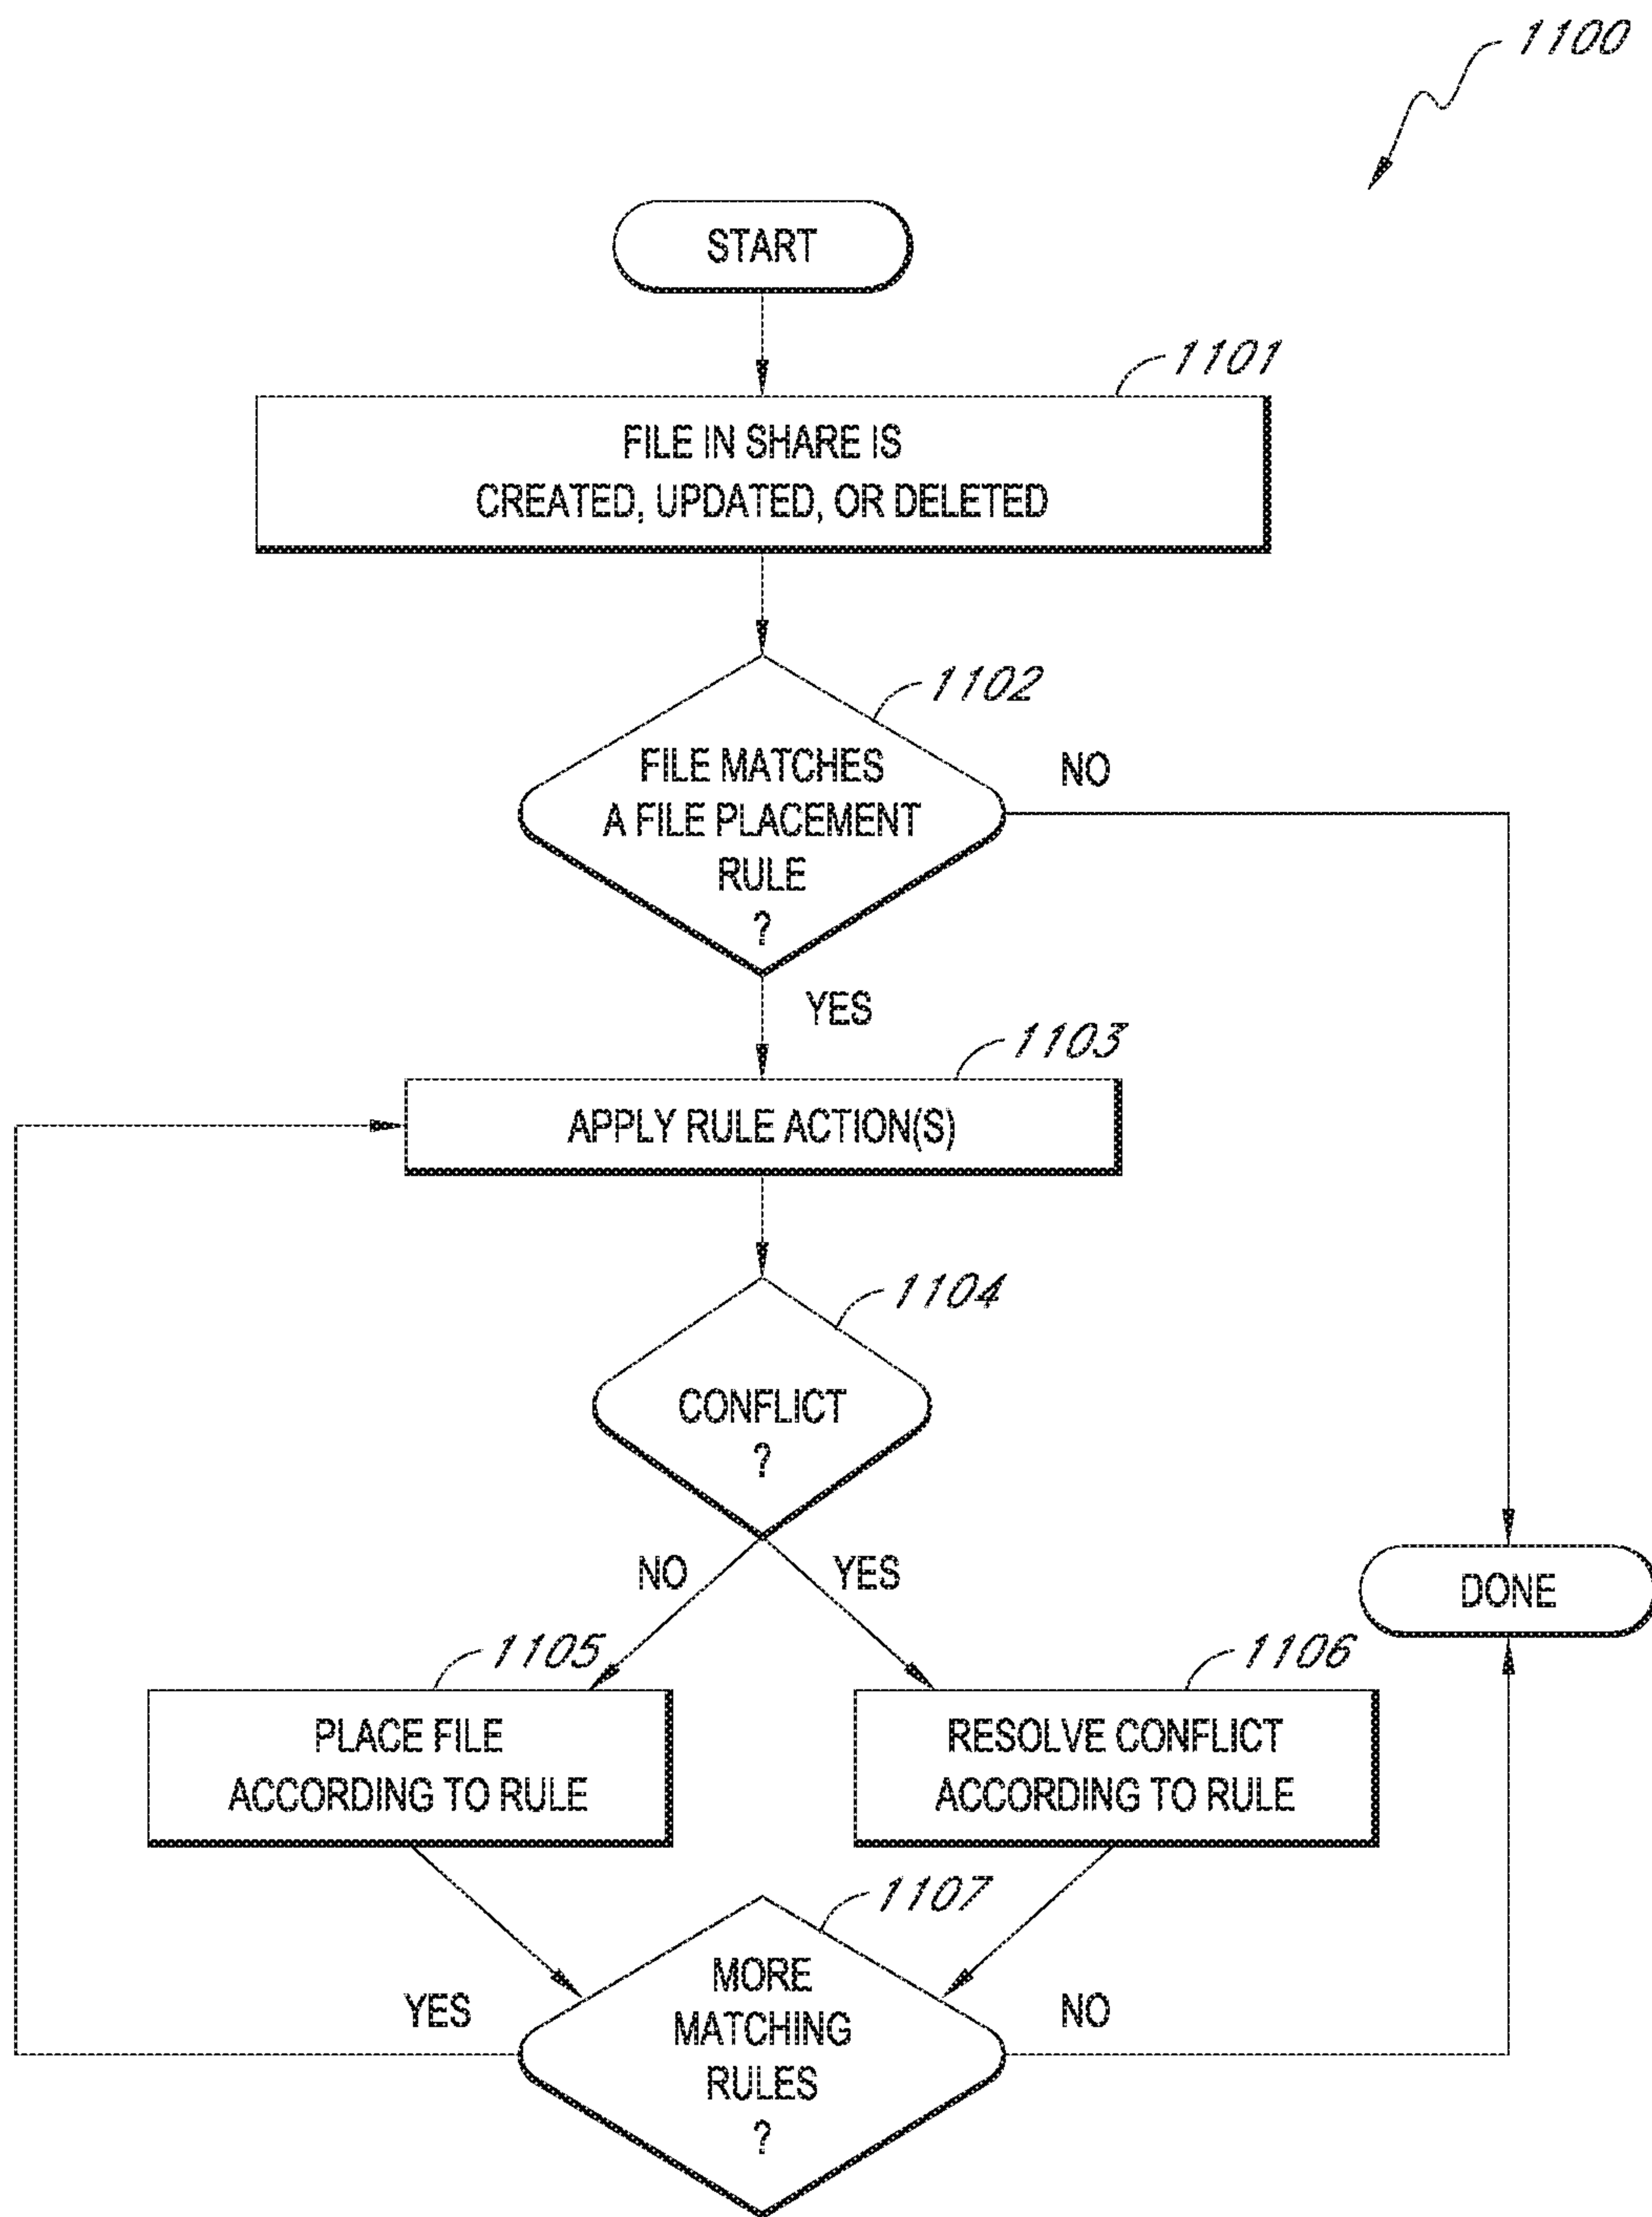 1100
START
1101
FILE IN SHARE IS
CREATED, UPDATED, OR DELETED
1102
FILE MATCHES
A FILE PLACEMENT
RULE
?
NO
YES
1103
APPLY RULE ACTION(S)
1104
CONFLICT
?
NO
YES
DONE
1105
PLACE FILE
ACCORDING TO RULE
1106
RESOLVE CONFLICT
ACCORDING TO RULE
1107
MORE
MATCHING
RULES
?
YES
NO